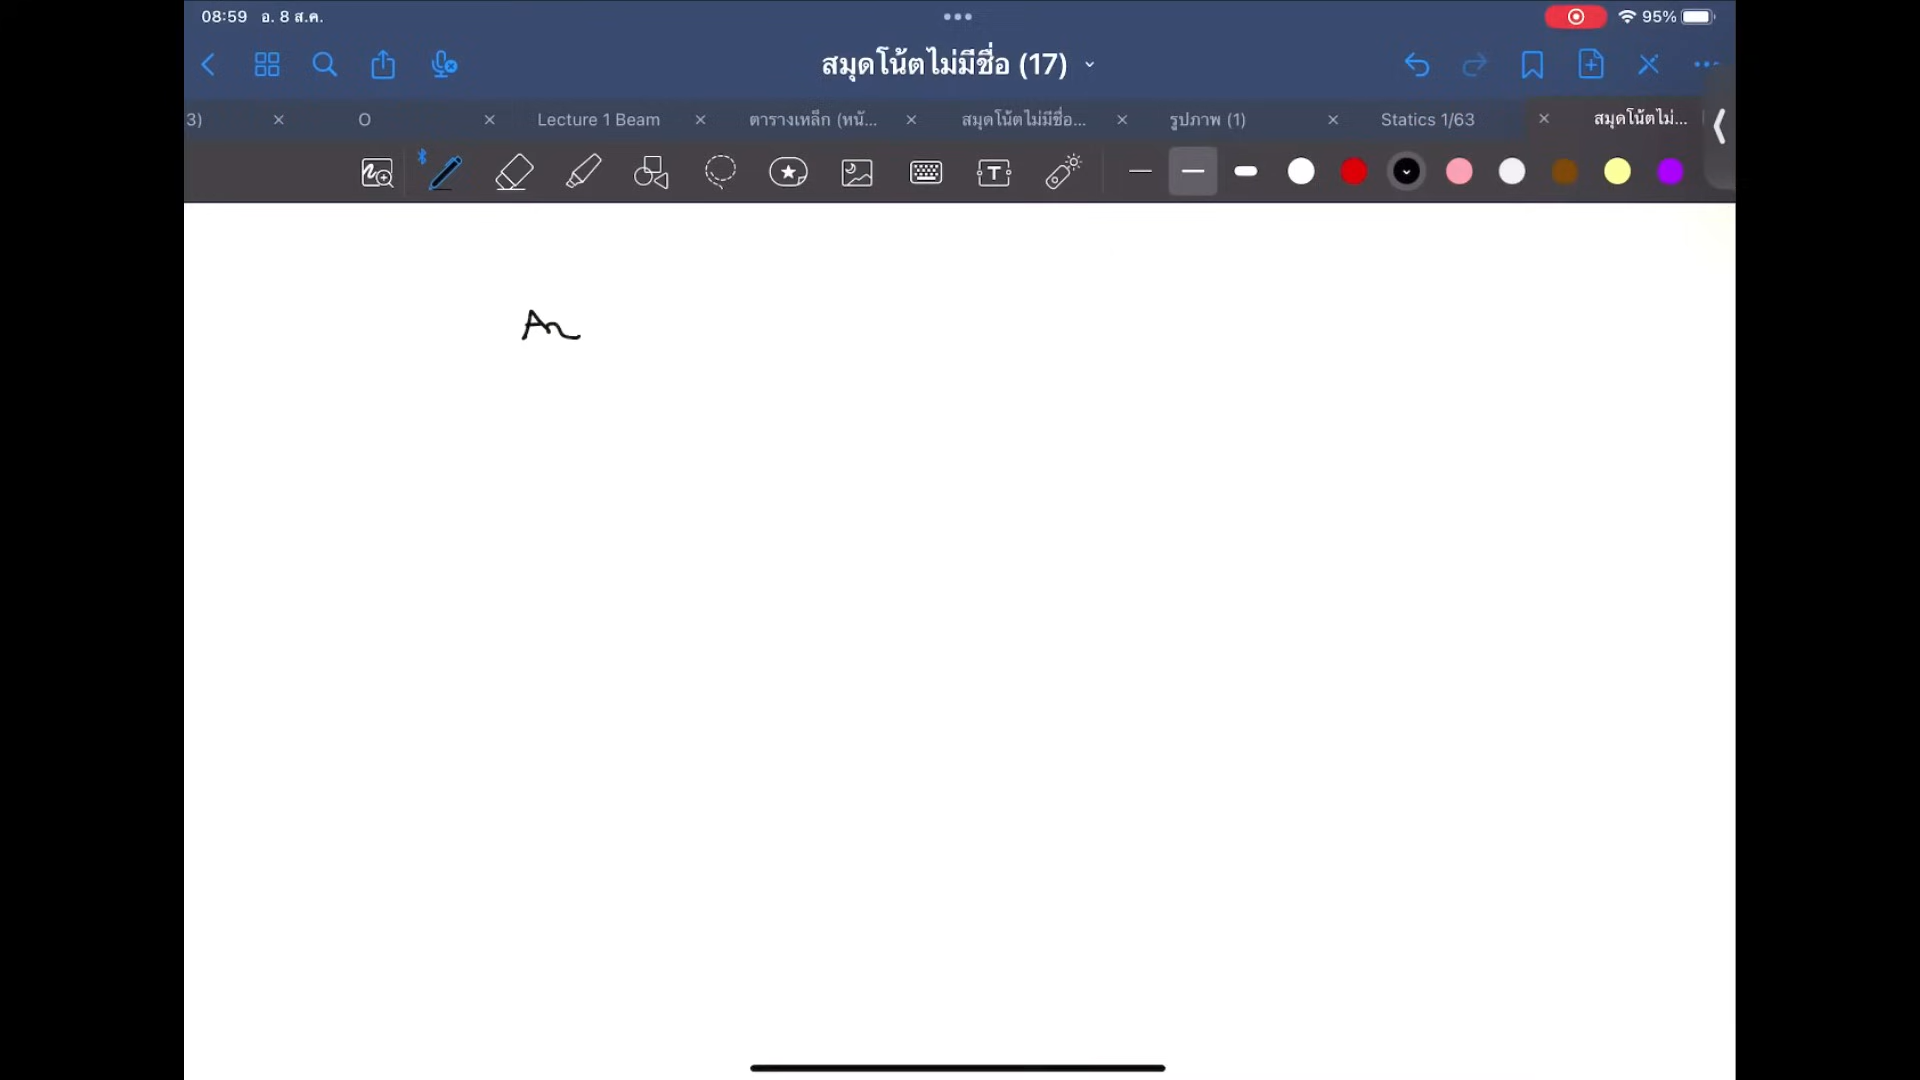 08:59 อ. 8 ส.ค.
95%
สมุดโน้ตไม่มีชื่อ (17)
3)
O
Lecture 1 Beam
ตารางเหล็ก (หนั...
สมุดโน้ตไม่มีชื่อ...
รูปภาพ (1)
Statics 1/63
สมุดโน้ตไม่...
T
An